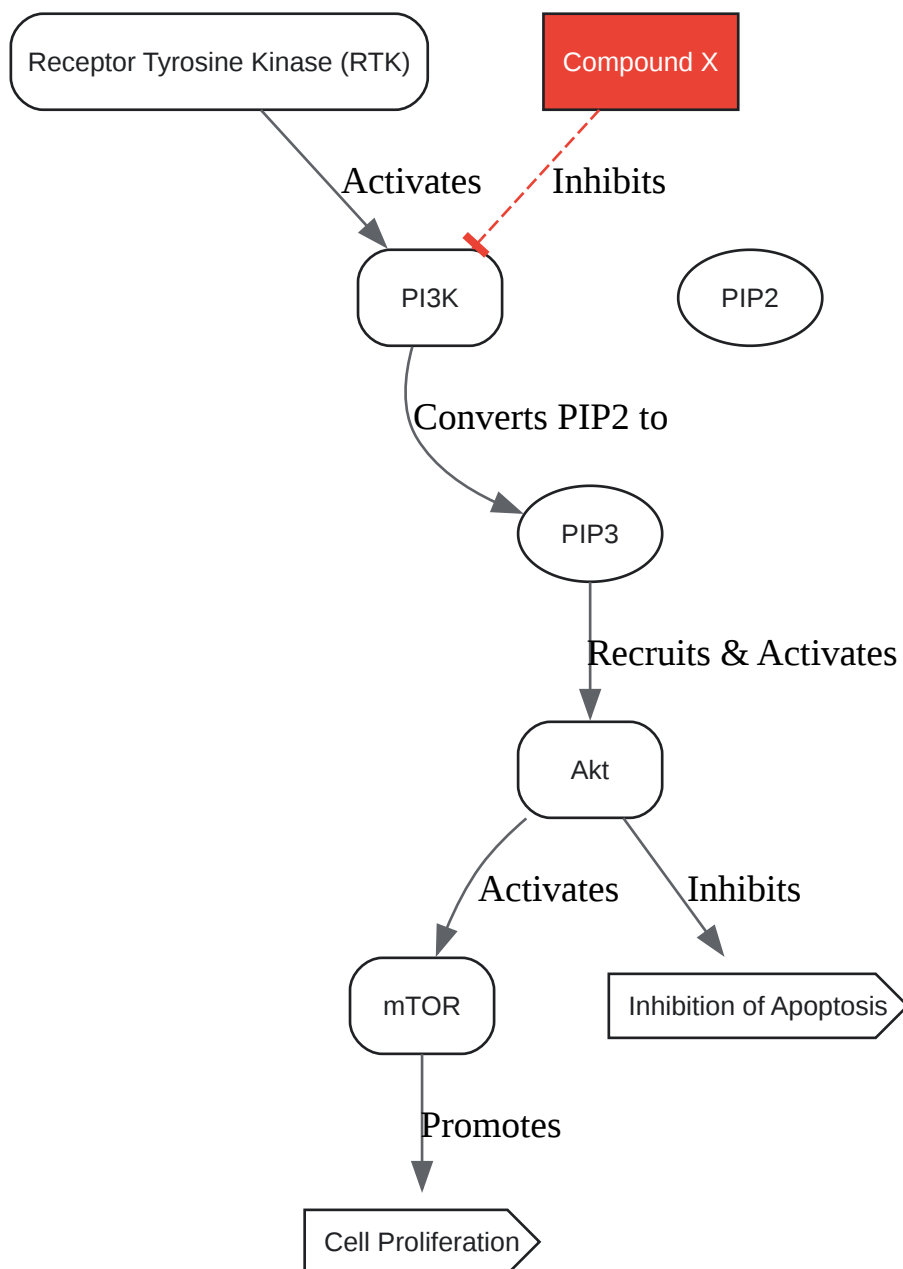 Receptor Tyrosine Kinase (RTK)
Compound X
Activates
Inhibits
PI3K
PIP2
Converts PIP2 to
PIP3
Recruits & Activates
Akt
Activates
Inhibits
mTOR
Inhibition of Apoptosis
Promotes
Cell Proliferation